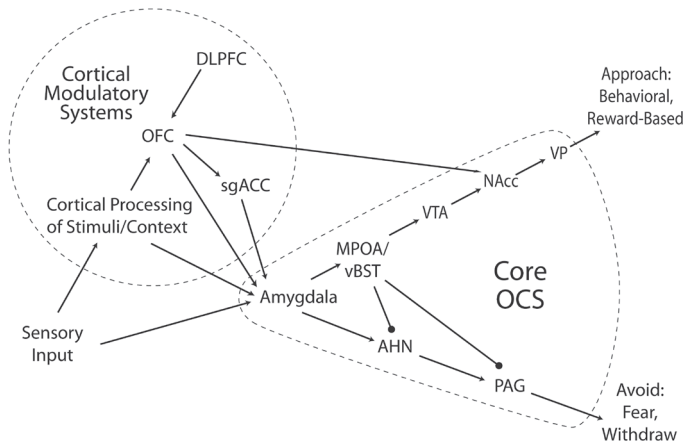 DLPFC
Cortical
Modulatory
Systems
OFC
sgACC
Cortical Processing
of Stimuli/Context
Sensory
Input
Amygdala
MPOA/
vBST
VTA
NAcc
VP
Approach:
Behavioral,
Reward-Based
Core
OCS
AHN
PAG
Avoid:
Fear,
Withdraw